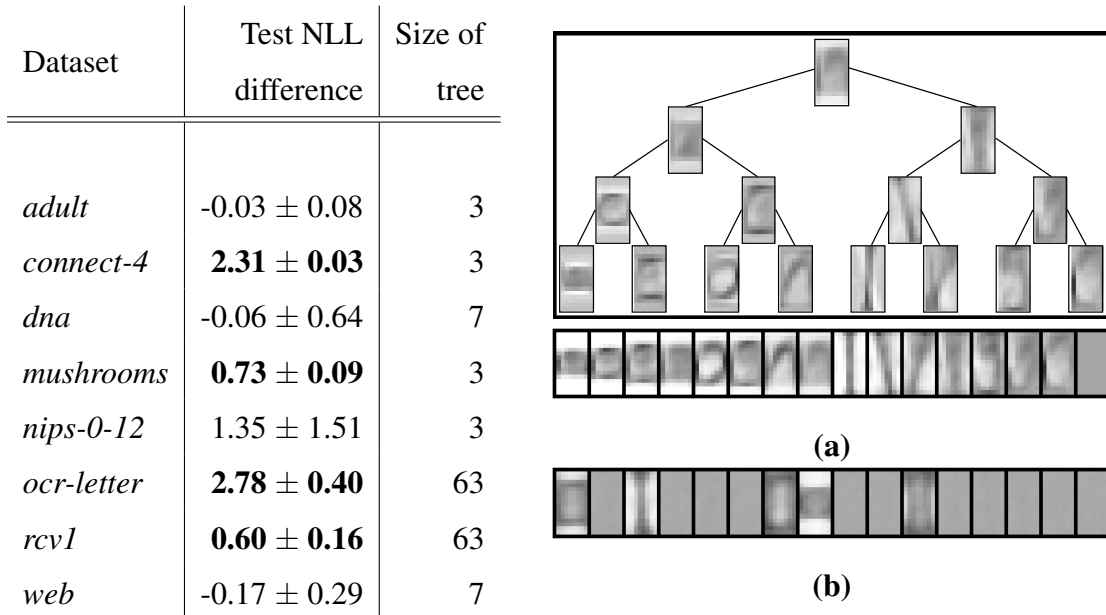 Dataset Test NLL difference Size of tree
adult -0.03 ± 0.08 3
connect-4 2.31 ± 0.03 3
dna -0.06 ± 0.64 7
mushrooms 0.73 ± 0.09 3
nips-0-12 1.35 ± 1.51 3
ocr-letter 2.78 ± 0.40 63
rcv1 0.60 ± 0.16 63
web -0.17 ± 0.29 7
(a)
(b)